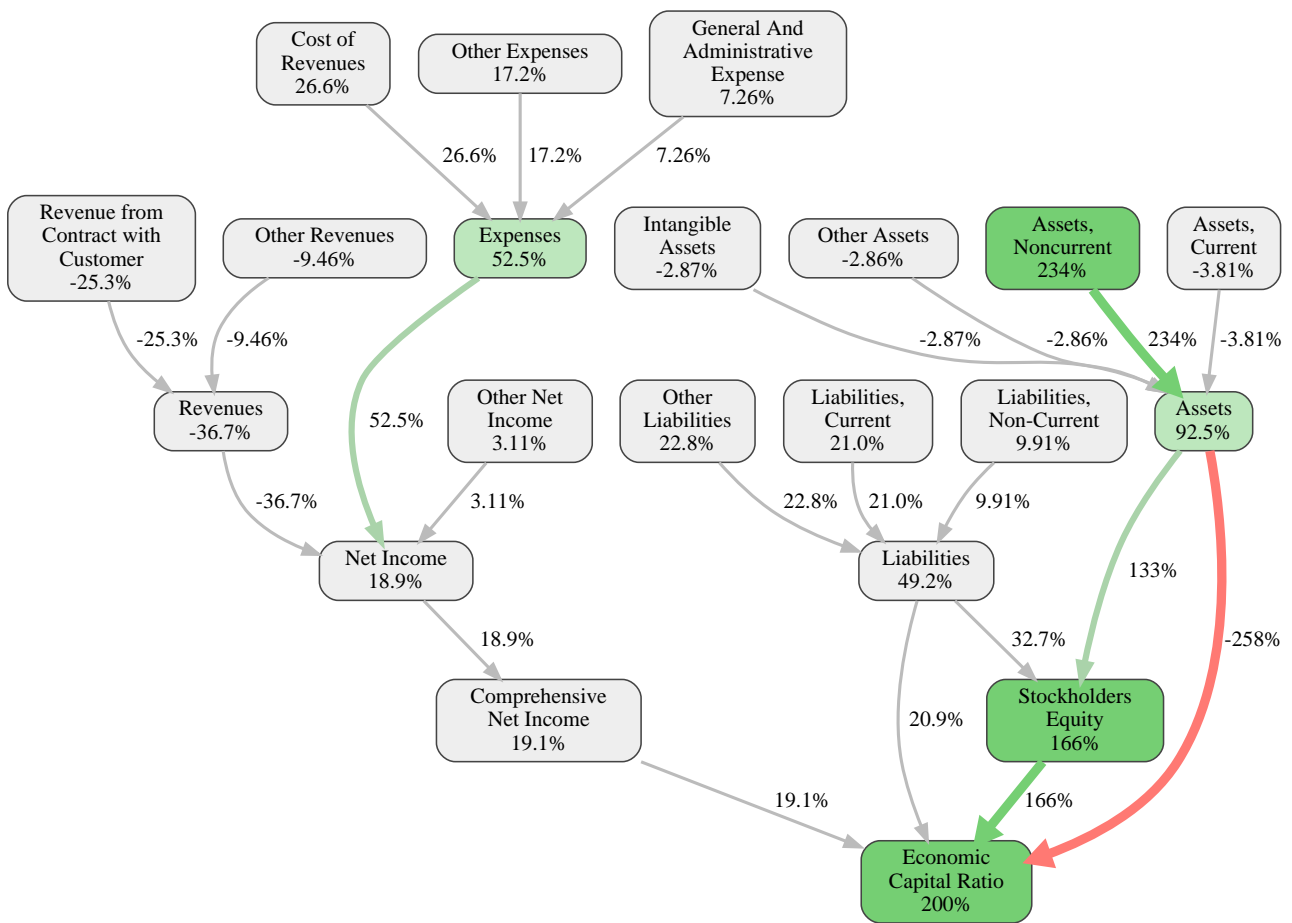 Cost of
Revenues
26.6%
Other Expenses
17.2%
General And
Administrative
Expense
7.26%
26.6%
17.2%
7.26%
Revenue from
Contract with
Customer
-25.3%
Other Revenues
-9.46%
Expenses
52.5%
Intangible
Assets
-2.87%
Other Assets
-2.86%
Assets,
Noncurrent
234%
Assets,
Current
-3.81%
-25.3%
-9.46%
-2.87%
-2.86%
234%
-3.81%
Revenues
-36.7%
52.5%
Other Net
Income
3.11%
Other
Liabilities
22.8%
Liabilities,
Current
21.0%
Liabilities,
Non-Current
9.91%
Assets
92.5%
-36.7%
3.11%
22.8%
21.0%
9.91%
Net Income
18.9%
Liabilities
49.2%
133%
18.9%
32.7%
-258%
Comprehensive
Net Income
19.1%
20.9%
Stockholders
Equity
166%
19.1%
166%
Economic
Capital Ratio
200%